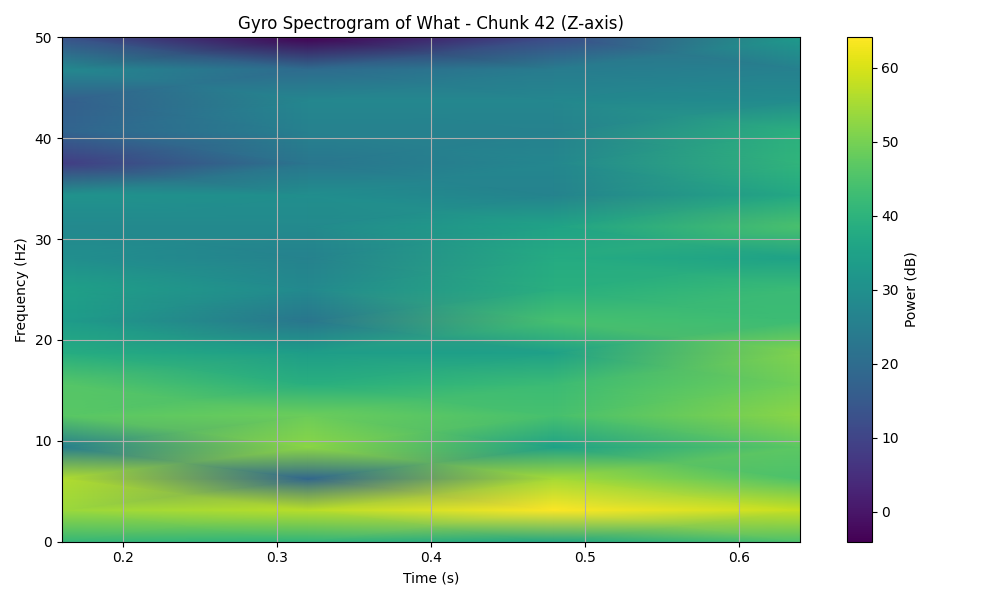 Gyro Spectrogram of What - Chunk 42 (Z-axis)
50
40
30
20
10
0
Frequency (Hz)
0.2 0.3 0.4 0.5 0.6
Time (s)
60
50
40
30
20
10
0
Power (dB)